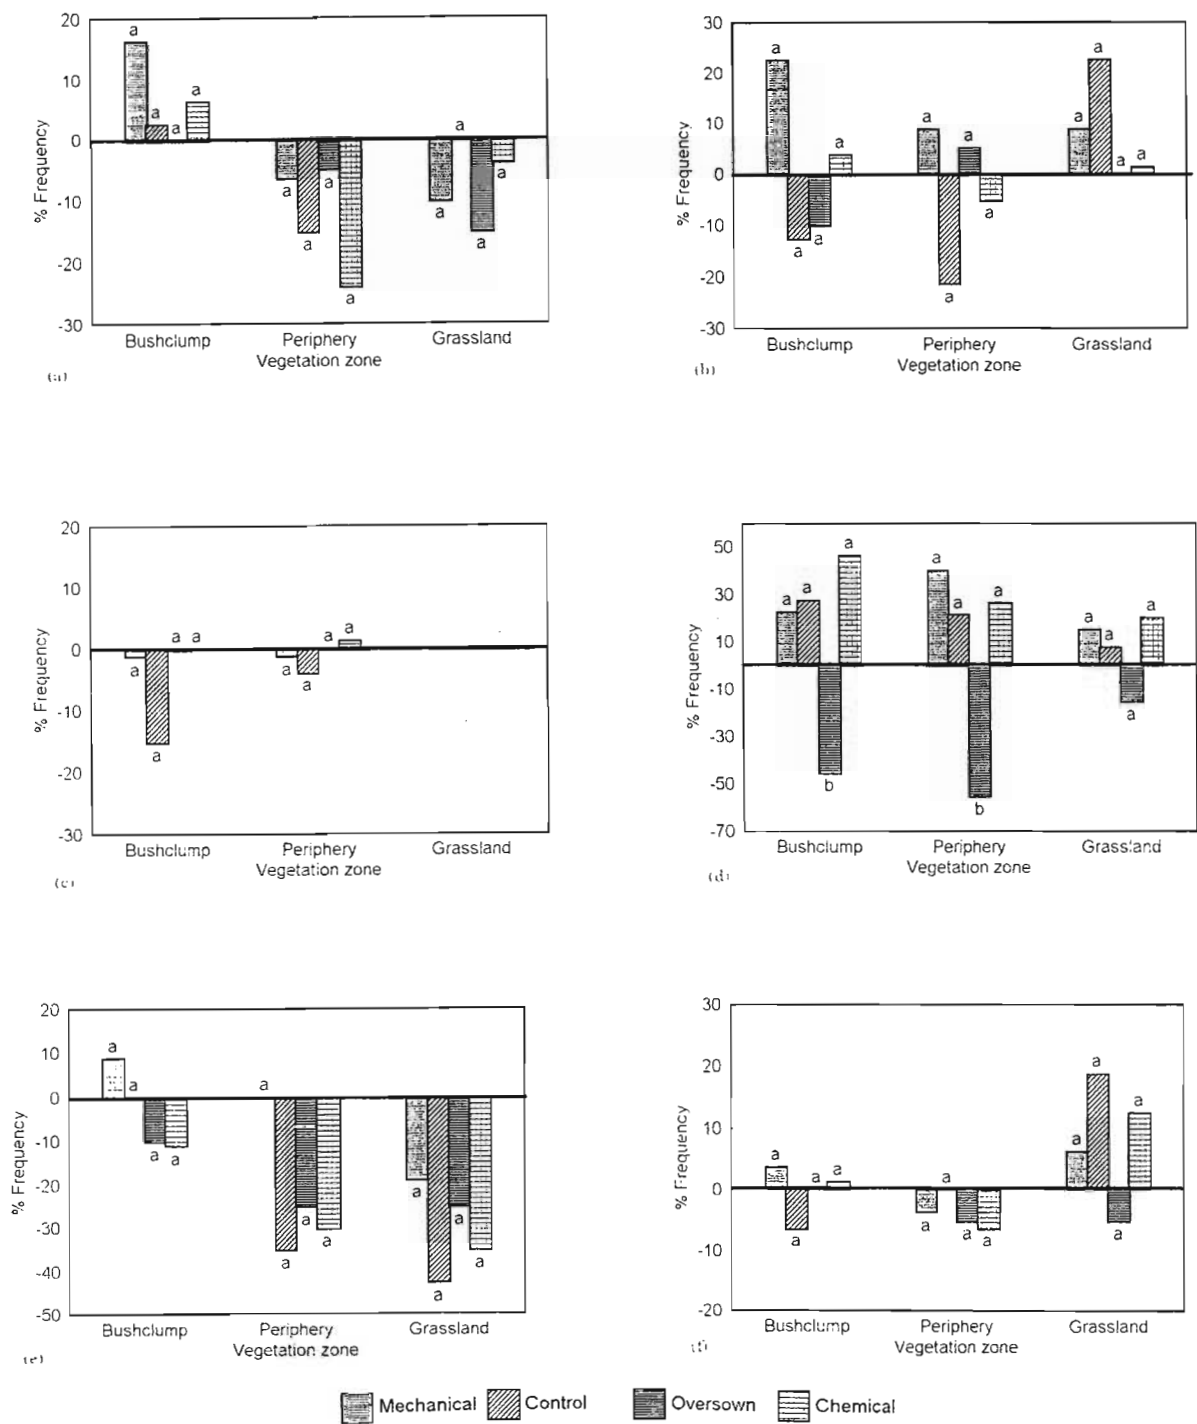 20
10
0
-10
-20
-30
% Frequency
a
a
a
a
a
a
a
a
a
a
a
a
Bushclump Periphery Grassland
Vegetation zone
(a)
30
20
10
0
-10
-20
-30
% Frequency
a
a
a
a
a
a
a
a
a
a
a
a
Bushclump Periphery Grassland
Vegetation zone
(b)
20
10
0
-10
-20
-30
% Frequency
a
a
a
a
a
a
a
a
Bushclump Periphery Grassland
Vegetation zone
(c)
50
30
10
-10
-30
-50
-70
% Frequency
a
a
b
a
a
a
b
a
a
a
a
a
Bushclump Periphery Grassland
Vegetation zone
(d)
20
10
0
-10
-20
-30
-40
-50
% Frequency
a
a
a
a
a
a
a
a
a
a
a
a
Bushclump Periphery Grassland
Vegetation zone
(e)
30
20
10
0
-10
-20
% Frequency
a
a
a
a
a
a
a
a
a
a
a
a
Bushclump Periphery Grassland
Vegetation zone
(f)
Mechanical Control Oversown Chemical